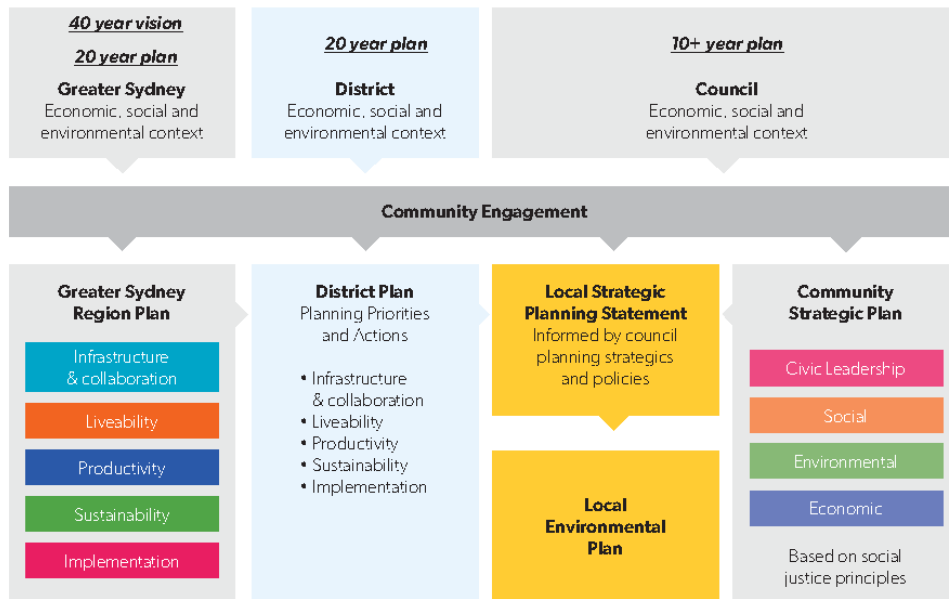 40 year vision
20 year plan
Greater Sydney
Economic, social and
environmental context
20 year plan
District
Economic, social and
environmental context
10+ year plan
Council
Economic, social and
environmental context
Community Engagement
Greater Sydney
Region Plan
Infrastructure
& collaboration
Liveability
Productivity
Sustainability
Implementation
District Plan
Planning Priorities
and Actions
• Infrastructure
& collaboration
• Liveability
• Productivity
• Sustainability
• Implementation
Local Strategic
Planning Statement
Informed by council
planning strategics
and policies
Local
Environmental
Plan
Community
Strategic Plan
Civic Leadership
Social
Environmental
Economic
Based on social
justice principles